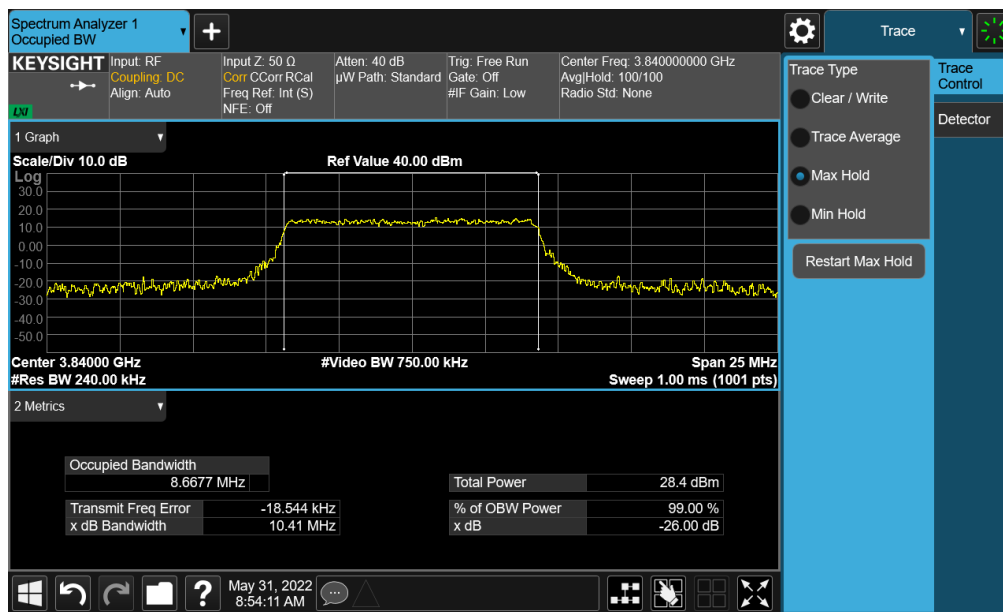 Spectrum Analyzer 1
Occupied BW
+
Trace
KEYSIGHT
LXI
Input: RF
Coupling: DC
Align: Auto
Input Z: 50 Ω
Corr CCorr RCal
Freq Ref: Int (S)
NFE: Off
Atten: 40 dB
µW Path: Standard
Trig: Free Run
Gate: Off
#IF Gain: Low
Center Freq: 3.840000000 GHz
Avg|Hold: 100/100
Radio Std: None
Trace Type
Clear / Write
Trace Average
Max Hold
Min Hold
Restart Max Hold
Trace
Control
Detector
1 Graph
Scale/Div 10.0 dB
Ref Value 40.00 dBm
Log
30.0
20.0
10.0
0.00
-10.0
-20.0
-30.0
-40.0
-50.0
Center 3.84000 GHz
#Video BW 750.00 kHz
Span 25 MHz
#Res BW 240.00 kHz
Sweep 1.00 ms (1001 pts)
2 Metrics
Occupied Bandwidth
8.6677 MHz
Total Power 28.4 dBm
Transmit Freq Error -18.544 kHz
% of OBW Power 99.00 %
x dB Bandwidth 10.41 MHz
x dB -26.00 dB
?
May 31, 2022
8:54:11 AM